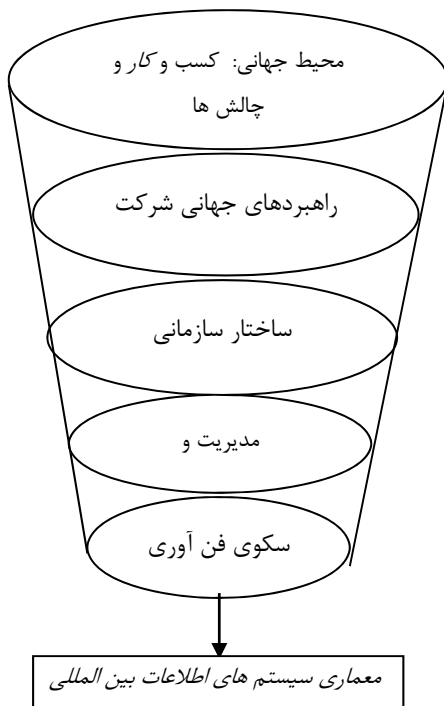 محیط جهانی: کسب و کار و
چالش ها
راهبردهای جهانی شرکت
ساختار سازمانی
مدیریت و
سکوی فن آوری
معماری سیستم های اطلاعات بین المللی